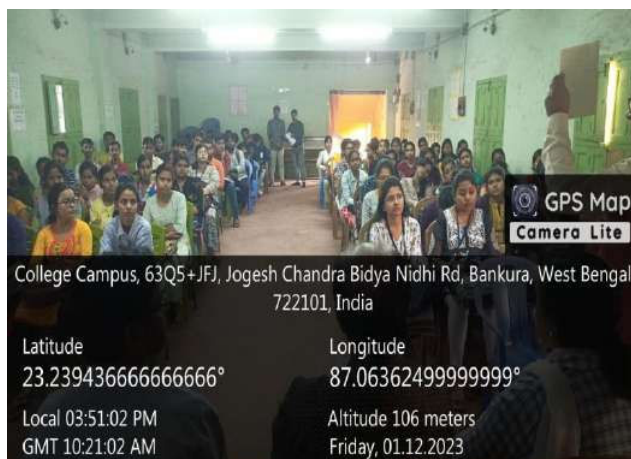 GPS Map
Camera Lite
College Campus, 63Q5+JFJ, Jogesh Chandra Bidya Nidhi Rd, Bankura, West Bengal
722101, India
Latitude
23.239436666666666°
Longitude
87.06362499999999°
Local 03:51:02 PM
GMT 10:21:02 AM
Altitude 106 meters
Friday, 01.12.2023